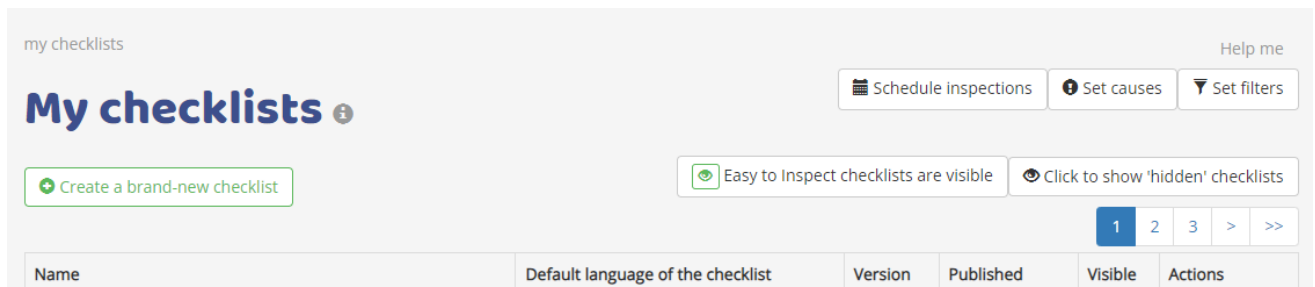 my checklists
Help me
My checklists
Schedule inspections Set causes Set filters
Create a brand-new checklist
Easy to Inspect checklists are visible Click to show 'hidden' checklists
1 2 3 > >>
Name Default language of the checklist Version Published Visible Actions